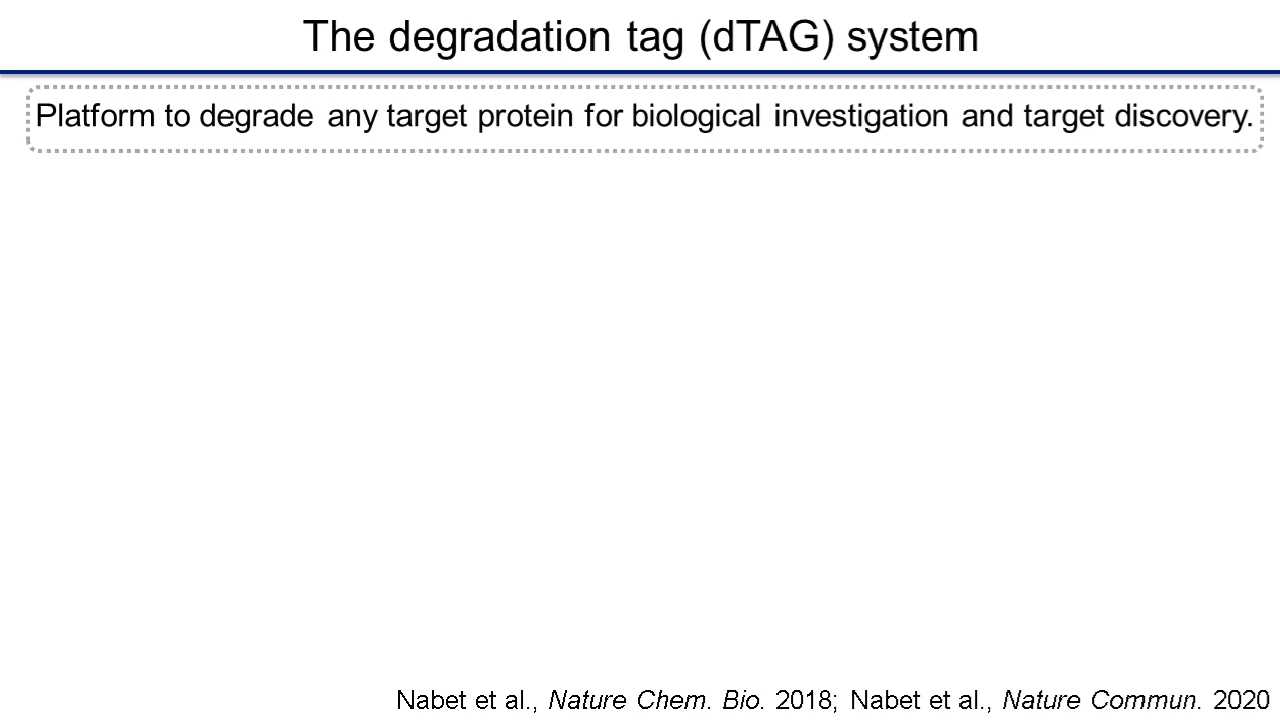 The degradation tag (dTAG) system
Platform to degrade any target protein for biological investigation and target discovery.
Nabet et al., Nature Chem. Bio. 2018; Nabet et al., Nature Commun. 2020